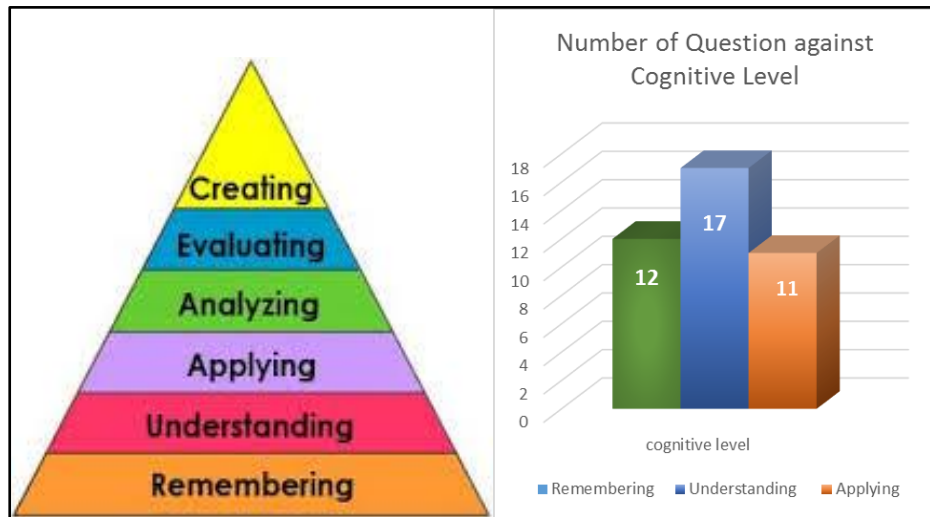 Creating
Evaluating
Analyzing
Applying
Understanding
Remembering
Number of Question against
Cognitive Level
18
16
14
12
10
8
6
4
2
0
12
17
11
cognitive level
Remembering
Understanding
Applying